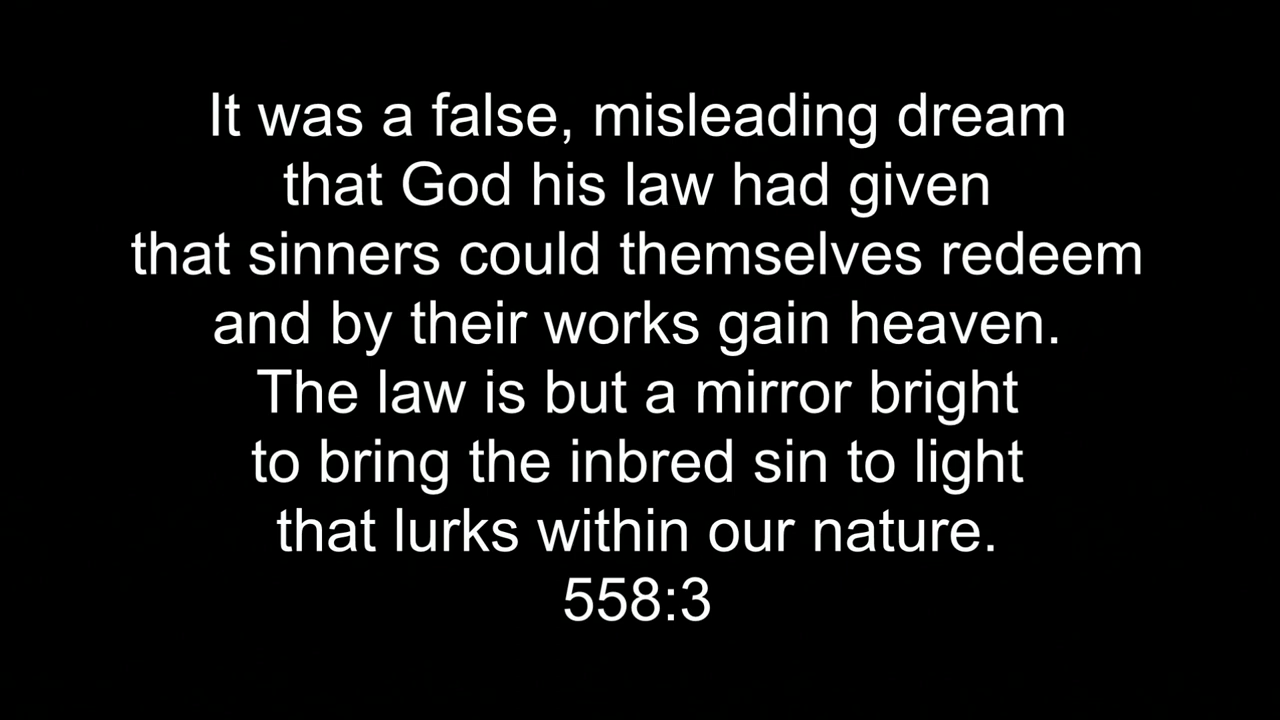 It was a false, misleading dream
that God his law had given
that sinners could themselves redeem
and by their works gain heaven.
The law is but a mirror bright
to bring the inbred sin to light
that lurks within our nature.
558:3